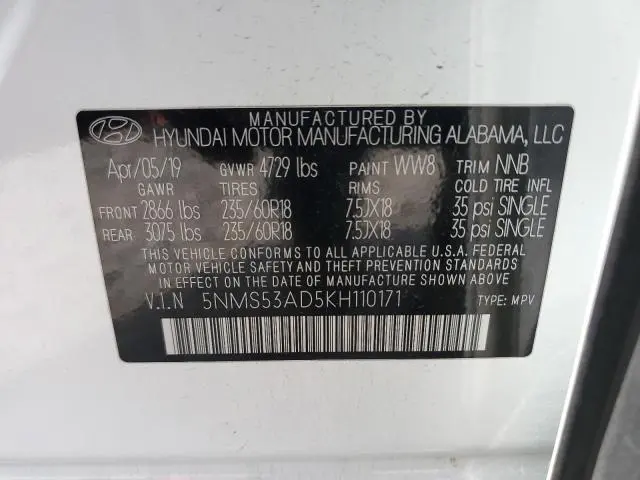 MANUFACTURED BY
HYUNDAI MOTOR MANUFACTURING ALABAMA, LLC
Apr/05/19 GVWR 4729 lbs PAINT WW8 TRIM NNB
GAWR TIRES RIMS COLD TIRE INFL
FRONT 2866 lbs 235/60R18 7.5JX18 35 psi SINGLE
REAR 3075 lbs 235/60R18 7.5JX18 35 psi SINGLE
THIS VEHICLE CONFORMS TO ALL APPLICABLE U.S.A. FEDERAL
MOTOR VEHICLE SAFETY AND THEFT PREVENTION STANDARDS
IN EFFECT ON THE DATE OF MANUFACTURE SHOWN ABOVE
V.I.N 5NMS53AD5KH110171 TYPE: MPV